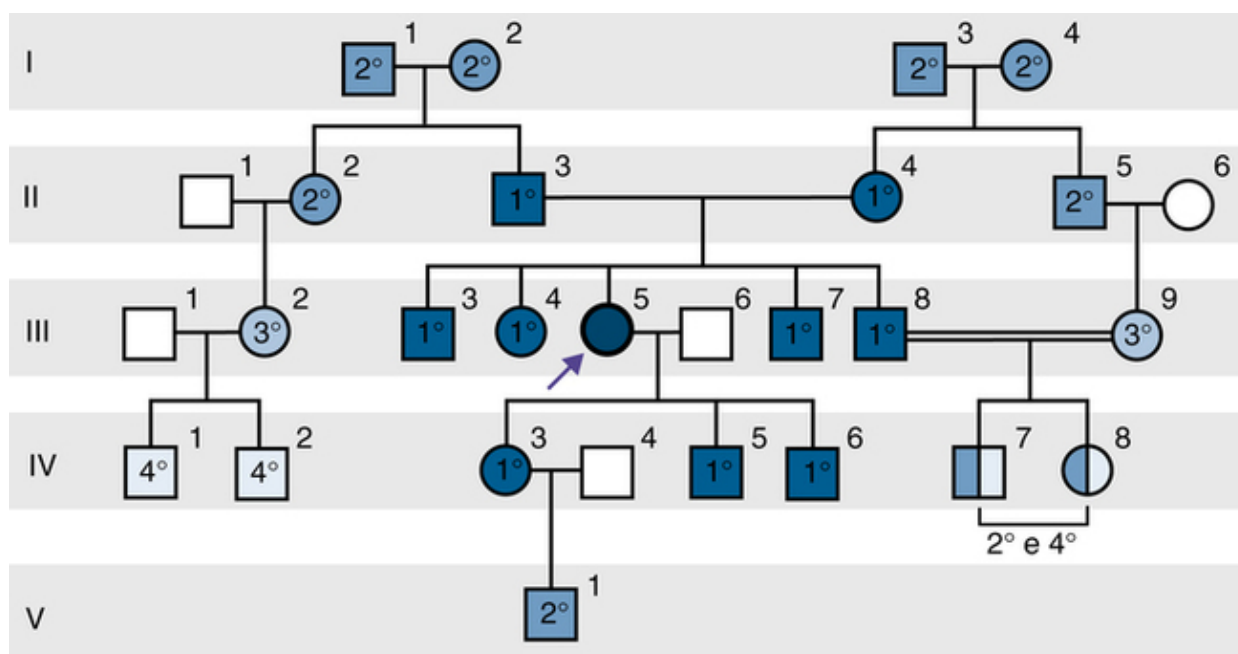 1 2 3 4
I 2° 2° 2° 2°
1 2 3 4 5 6
II 2° 1° 1° 2°
1 2 3 4 5 6 7 8 9
III 3° 1° 1° 1° 1° 3°
1 2 3 4 5 6 7 8
IV 4° 4° 1° 1° 1°
2° e 4°
1
V 2°